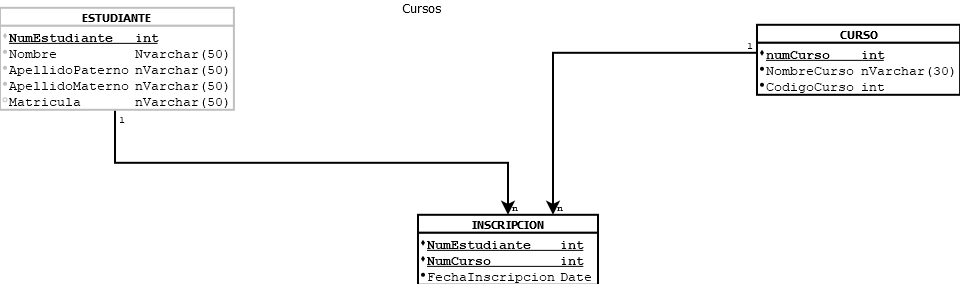 Cursos
ESTUDIANTE
NumEstudiante int
Nombre Nvarchar(50)
ApellidoPaterno nVarchar(50)
ApellidoMaterno nVarchar(50)
Matricula nVarchar(50)
1
CURSO
1
numCurso int
NombreCurso nVarchar(30)
CodigoCurso int
n
n
INSCRIPCION
NumEstudiante int
NumCurso int
FechaInscripcion Date